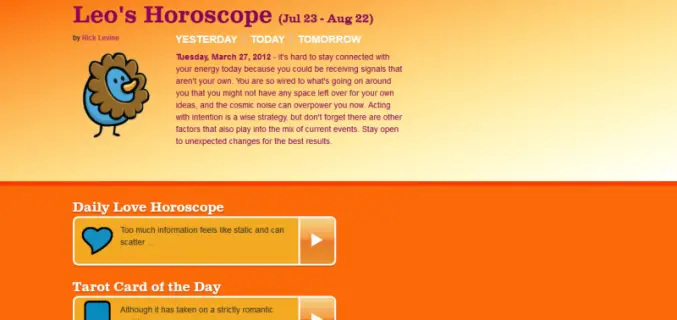 Leo's Horoscope (Jul 23 - Aug 22)
by Rick Levine
YESTERDAY TODAY TOMORROW
Tuesday, March 27, 2012 - It's hard to stay connected with
your energy today because you could be receiving signals that
aren't your own. You are so wired to what's going on around
you that you might not have any space left over for your own
ideas, and the cosmic noise can overpower you now. Acting
with intention is a wise strategy, but don't forget there are other
factors that also play into the mix of current events. Stay open
to unexpected changes for the best results.
Daily Love Horoscope
Too much information feels like static and can
scatter ...
Tarot Card of the Day
Although it has taken on a strictly romantic